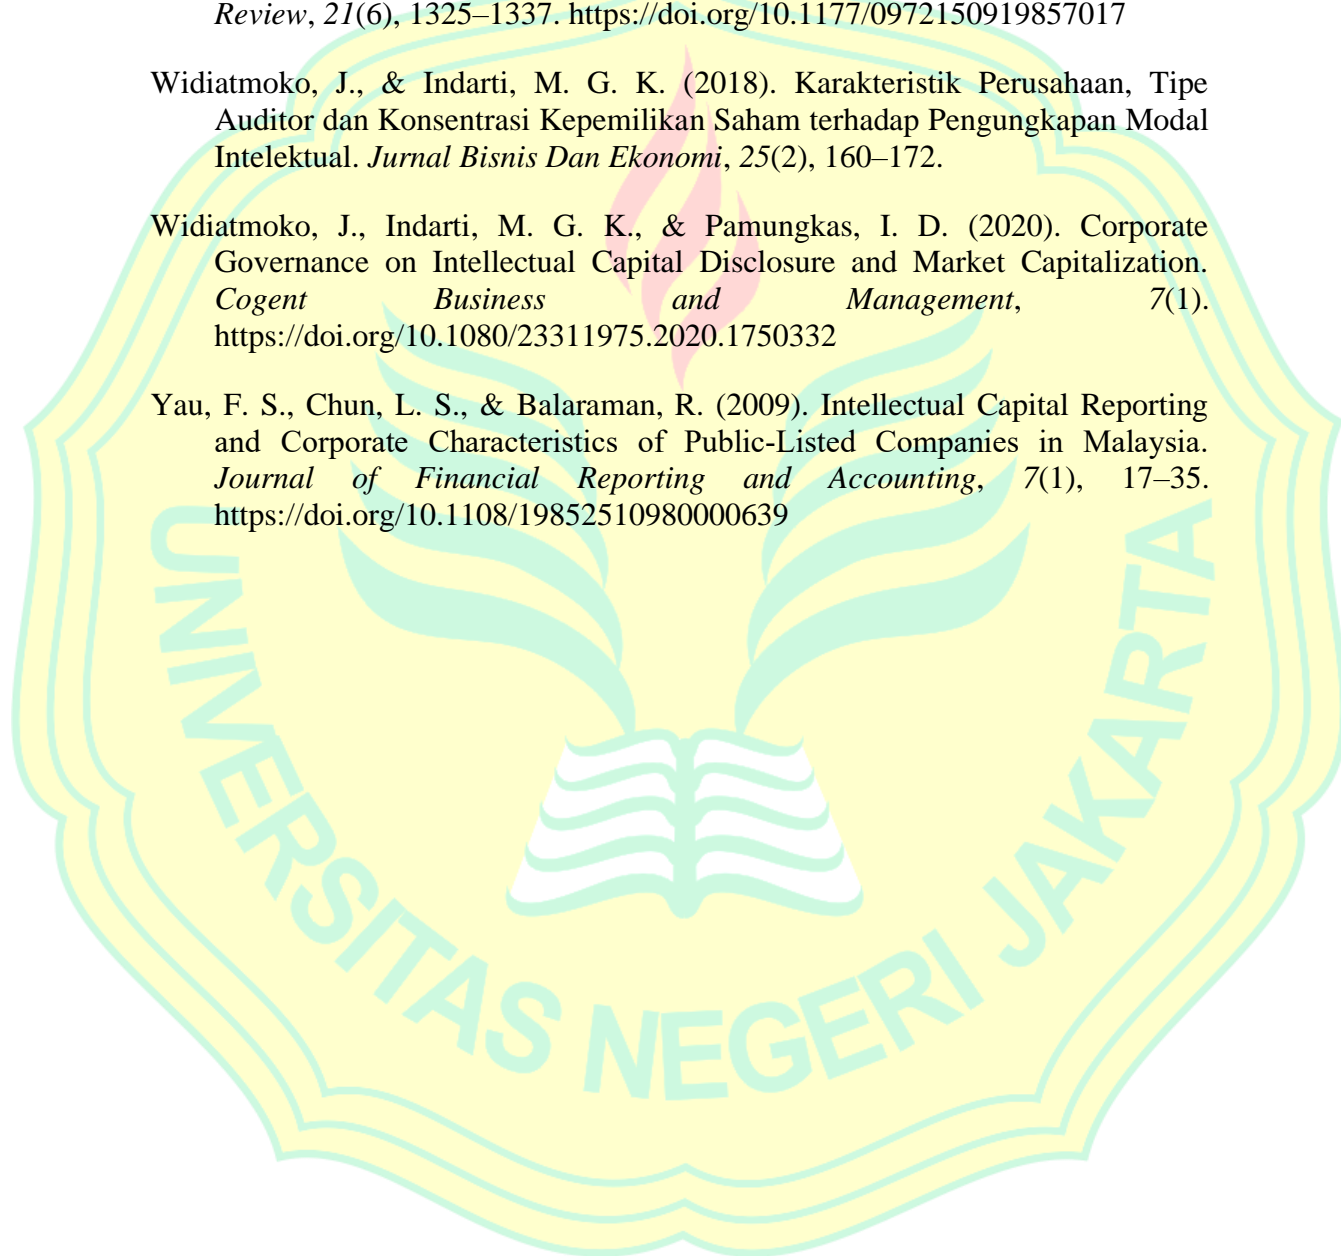 Review, 21(6), 1325–1337. https://doi.org/10.1177/0972150919857017
Widiatmoko, J., & Indarti, M. G. K. (2018). Karakteristik Perusahaan, Tipe
Auditor dan Konsentrasi Kepemilikan Saham terhadap Pengungkapan Modal
Intelektual. Jurnal Bisnis Dan Ekonomi, 25(2), 160–172.
Widiatmoko, J., Indarti, M. G. K., & Pamungkas, I. D. (2020). Corporate
Governance on Intellectual Capital Disclosure and Market Capitalization.
Cogent Business and Management, 7(1).
https://doi.org/10.1080/23311975.2020.1750332
Yau, F. S., Chun, L. S., & Balaraman, R. (2009). Intellectual Capital Reporting
and Corporate Characteristics of Public-Listed Companies in Malaysia.
Journal of Financial Reporting and Accounting, 7(1), 17–35.
https://doi.org/10.1108/19852510980000639
UNIVERSITAS NEGERI JAKARTA